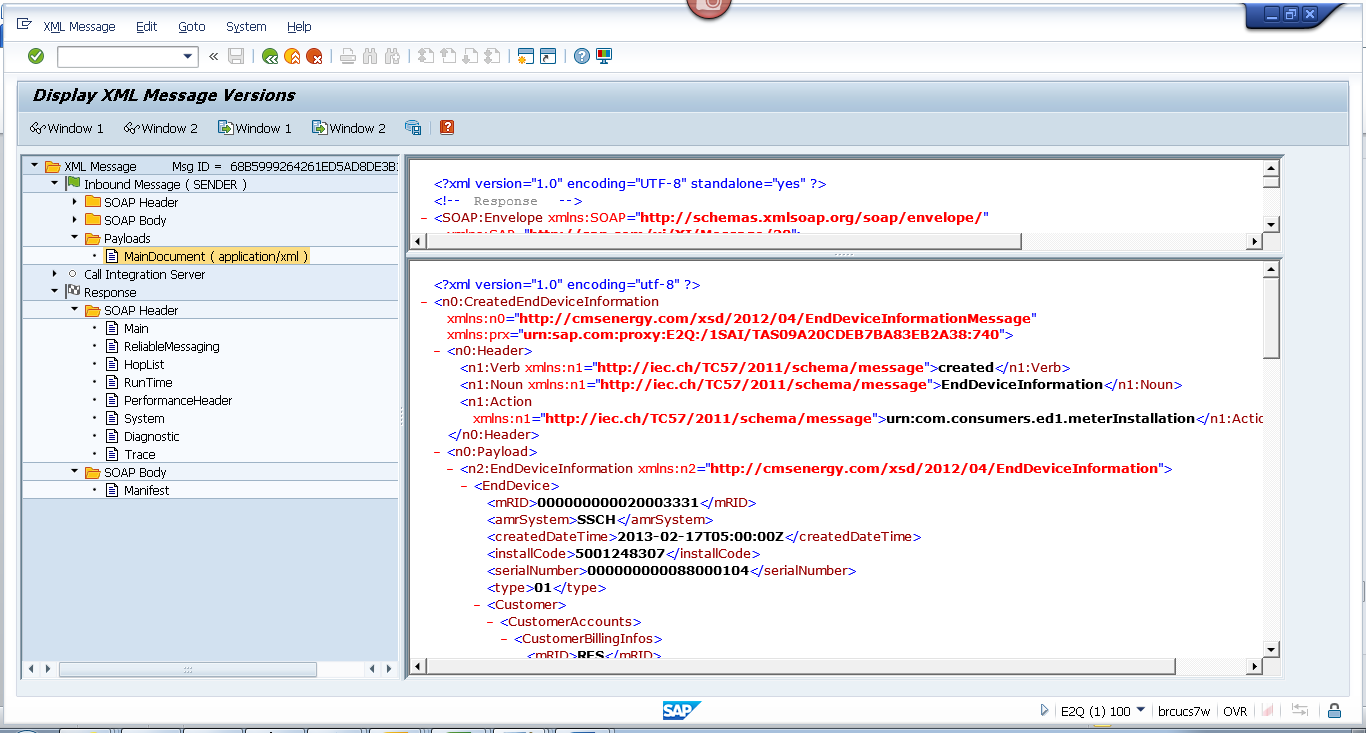 XML Message Edit Goto System Help
Display XML Message Versions
Window 1 Window 2 Window 1 Window 2
XML Message Msg ID = 68B5999264261ED5AD8DE3B
Inbound Message ( SENDER )
SOAP Header
SOAP Body
Payloads
MainDocument ( application/xml )
Call Integration Server
Response
SOAP Header
Main
ReliableMessaging
HopList
RunTime
PerformanceHeader
System
Diagnostic
Trace
SOAP Body
Manifest
<?xml version="1.0" encoding="UTF-8" standalone="yes" ?>
<!-- Response -->
- <SOAP:Envelope xmlns:SOAP="http://schemas.xmlsoap.org/soap/envelope/"
<?xml version="1.0" encoding="utf-8" ?>
- <n0:CreatedEndDeviceInformation
xmlns:n0="http://cmsenergy.com/xsd/2012/04/EndDeviceInformationMessage"
xmlns:prx="urn:sap.com:proxy:E2Q:/1SAI/TAS09A20CDEB7BA83EB2A38:740">
- <n0:Header>
<n1:Verb xmlns:n1="http://iec.ch/TC57/2011/schema/message">created</n1:Verb>
<n1:Noun xmlns:n1="http://iec.ch/TC57/2011/schema/message">EndDeviceInformation</n1:Noun>
<n1:Action
xmlns:n1="http://iec.ch/TC57/2011/schema/message">urn:com.consumers.ed1.meterInstallation</n1:Actio
</n0:Header>
- <n0:Payload>
- <n2:EndDeviceInformation xmlns:n2="http://cmsenergy.com/xsd/2012/04/EndDeviceInformation">
- <EndDevice>
<mRID>000000000020003331</mRID>
<amrSystem>SSCH</amrSystem>
<createdDateTime>2013-02-17T05:00:00Z</createdDateTime>
<installCode>5001248307</installCode>
<serialNumber>000000000088000104</serialNumber>
<type>01</type>
- <Customer>
- <CustomerAccounts>
- <CustomerBillingInfos>
<mRID>RES</mRID>
SAP
E2Q (1) 100 brcucs7w OVR